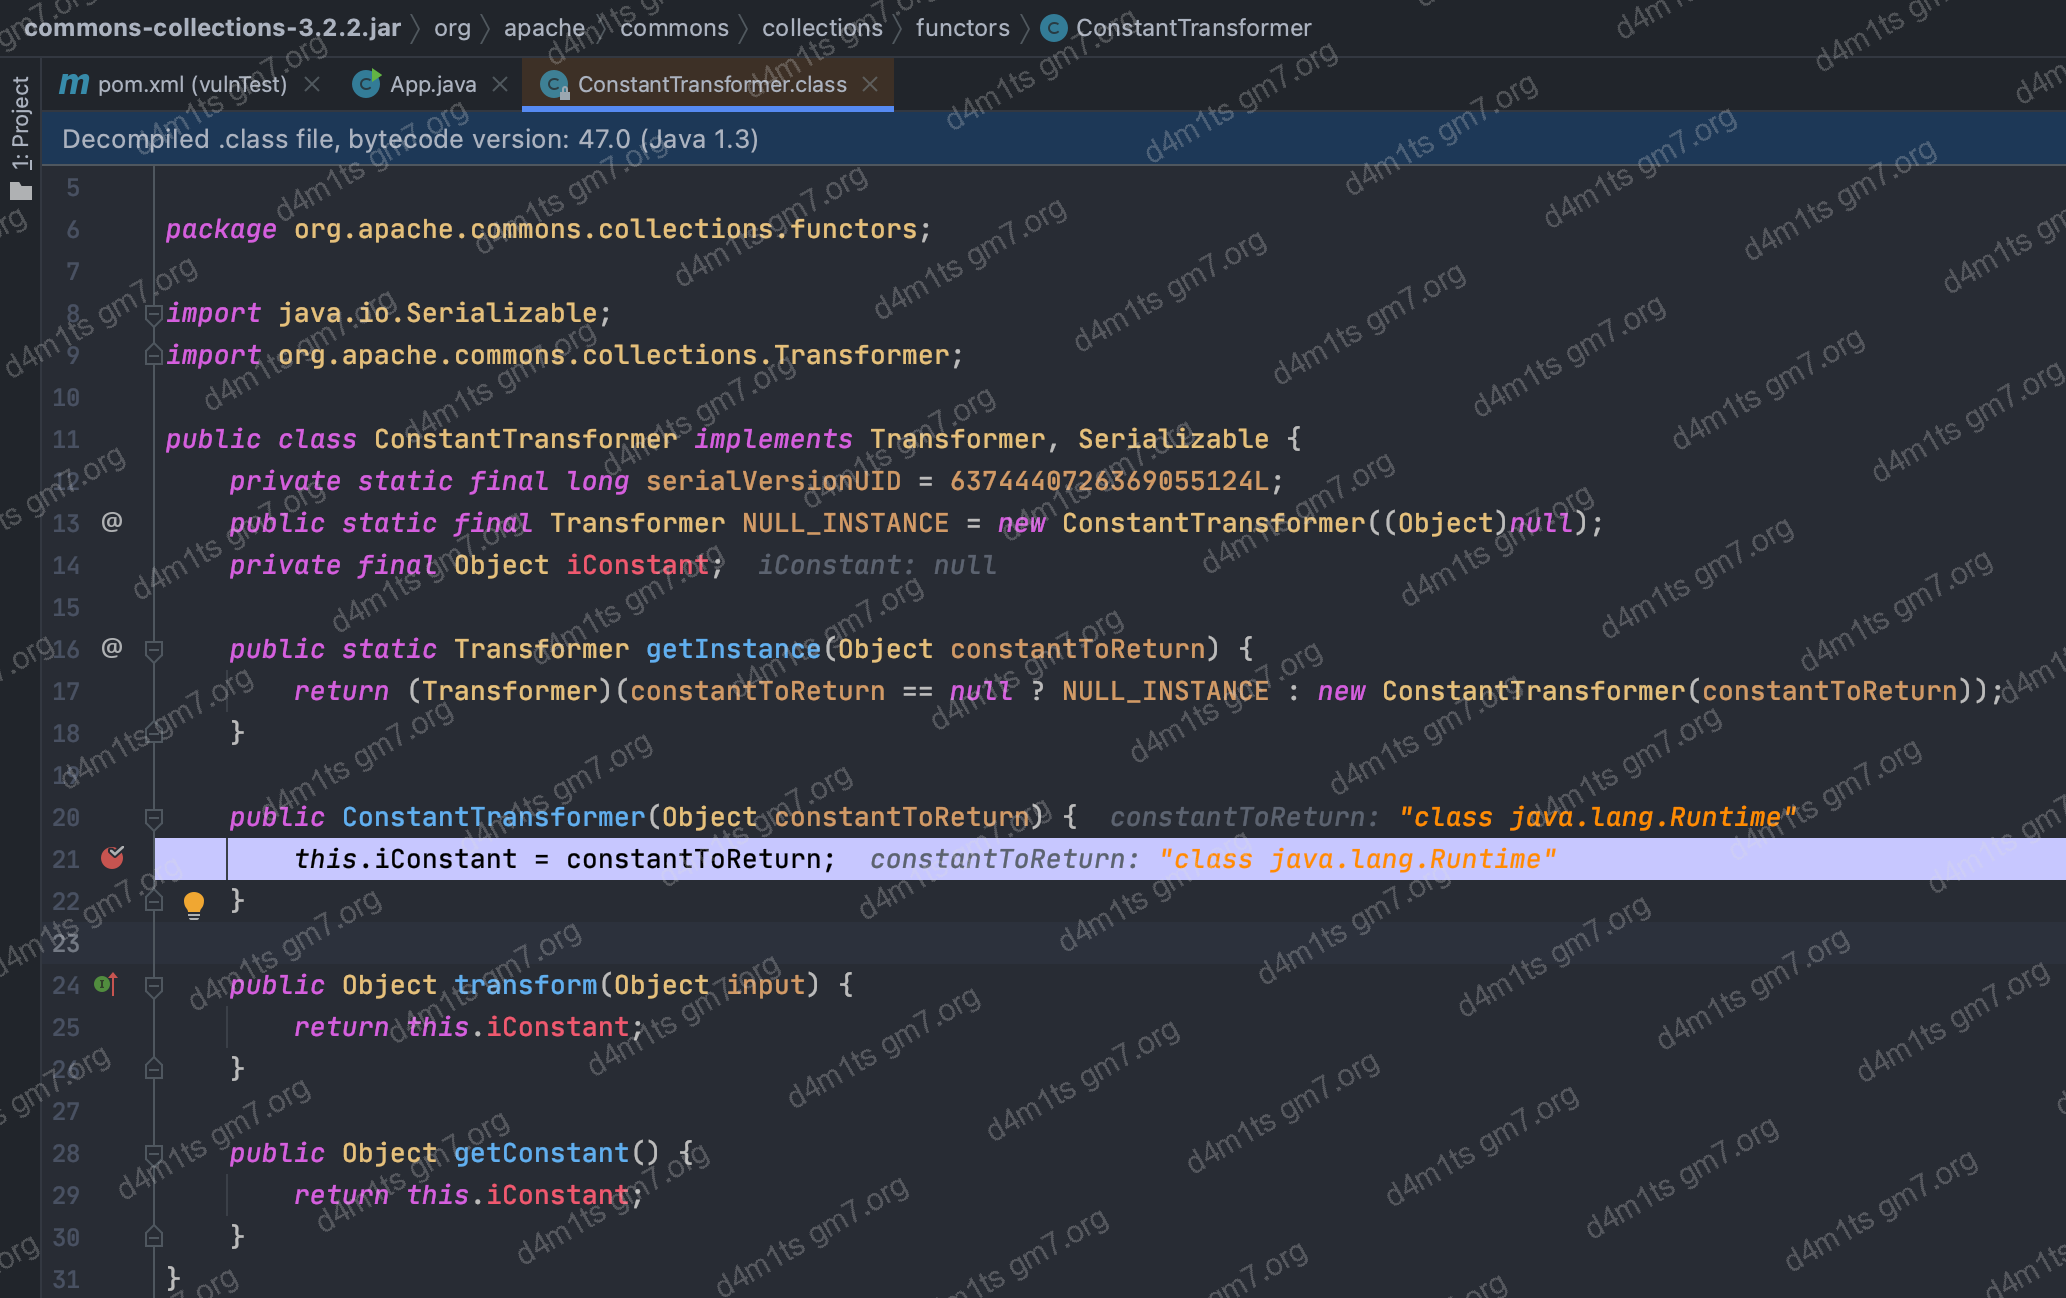 commons-collections-3.2.2.jar org apache commons collections functors ConstantTransformer
pom.xml (vulnTest) App.java ConstantTransformer.class
1: Project
Decompiled .class file, bytecode version: 47.0 (Java 1.3)
5
6 package org.apache.commons.collections.functors;
7
8 import java.io.Serializable;
9 import org.apache.commons.collections.Transformer;
10
11 public class ConstantTransformer implements Transformer, Serializable {
12 private static final long serialVersionUID = 6374440726369055124L;
13 @ public static final Transformer NULL_INSTANCE = new ConstantTransformer((Object)null);
14 private final Object iConstant; iConstant: null
15
16 @ public static Transformer getInstance(Object constantToReturn) {
17 return (Transformer)(constantToReturn == null ? NULL_INSTANCE : new ConstantTransformer(constantToReturn));
18 }
19
20 public ConstantTransformer(Object constantToReturn) { constantToReturn: "class java.lang.Runtime"
21 this.iConstant = constantToReturn; constantToReturn: "class java.lang.Runtime"
22 }
23
24 public Object transform(Object input) {
25 return this.iConstant;
26 }
27
28 public Object getConstant() {
29 return this.iConstant;
30 }
31 }
d4m1ts gm7.org